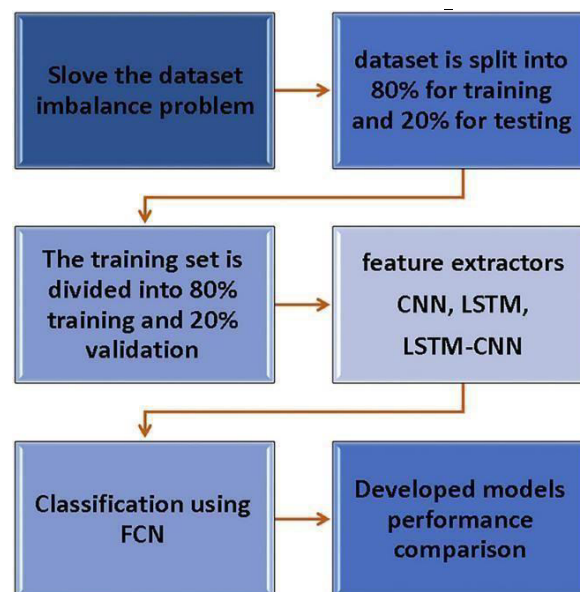 Slove the dataset
imbalance problem
dataset is split into
80% for training
and 20% for testing
The training set is
divided into 80%
training and 20%
validation
feature extractors
CNN, LSTM,
LSTM-CNN
Classification using
FCN
Developed models
performance
comparison